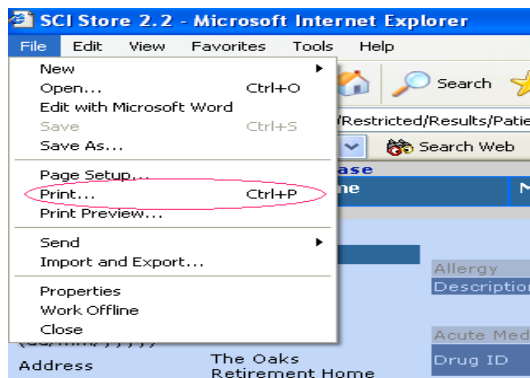 SCI Store 2.2 - Microsoft Internet Explorer
File Edit View Favorites Tools Help
New
Open... Ctrl+O
Search
Edit with Microsoft Word
/Restricted/Results/Patie
Save Ctrl+S
Save As...
Search Web
Page Setup...
ase
Print... Ctrl+P
me M
Print Preview...
Send
Import and Export...
Allergy
Description
Properties
Work Offline
Close
Acute Med
Address
The Oaks
Retirement Home
Drug ID